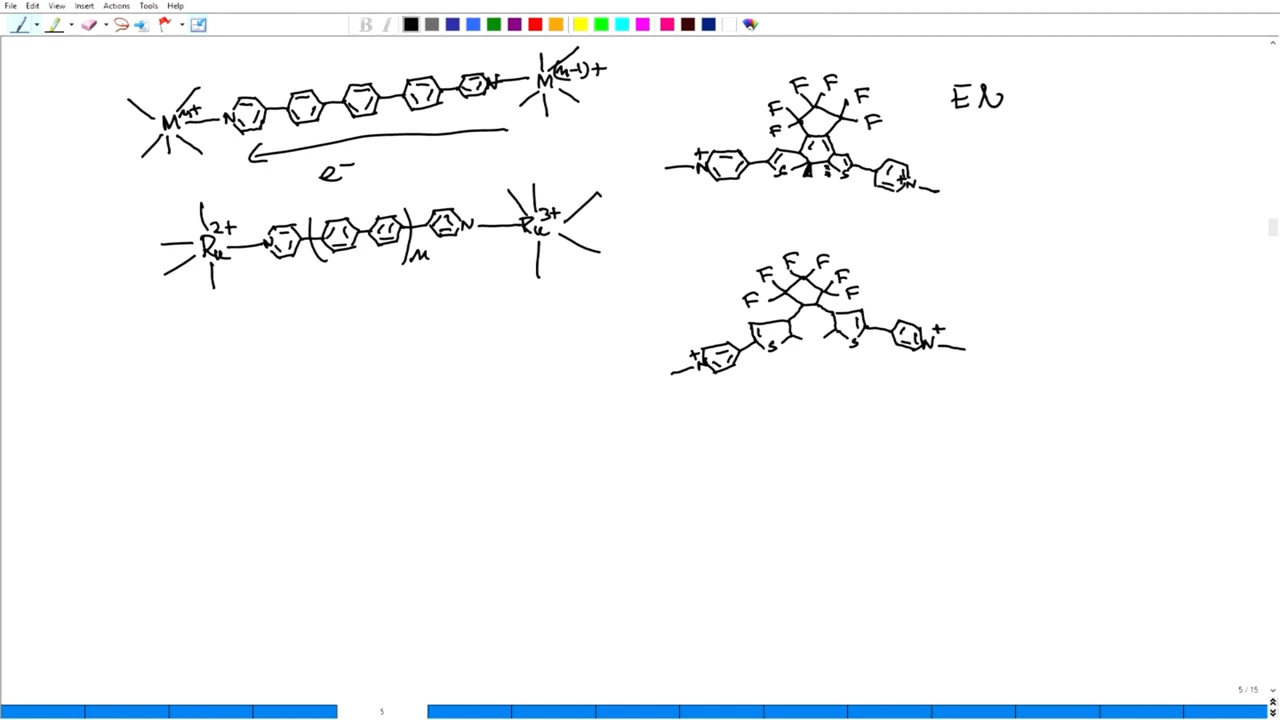 File Edit View Insert Actions Tools Help
B I
M n+ N N M (n-1)+
e-
Ru 2+ N ( ) n N Ru 3+
F F F F F F
EN
N + S S + N
F F F F F F
N + S S N +
5 / 15
5